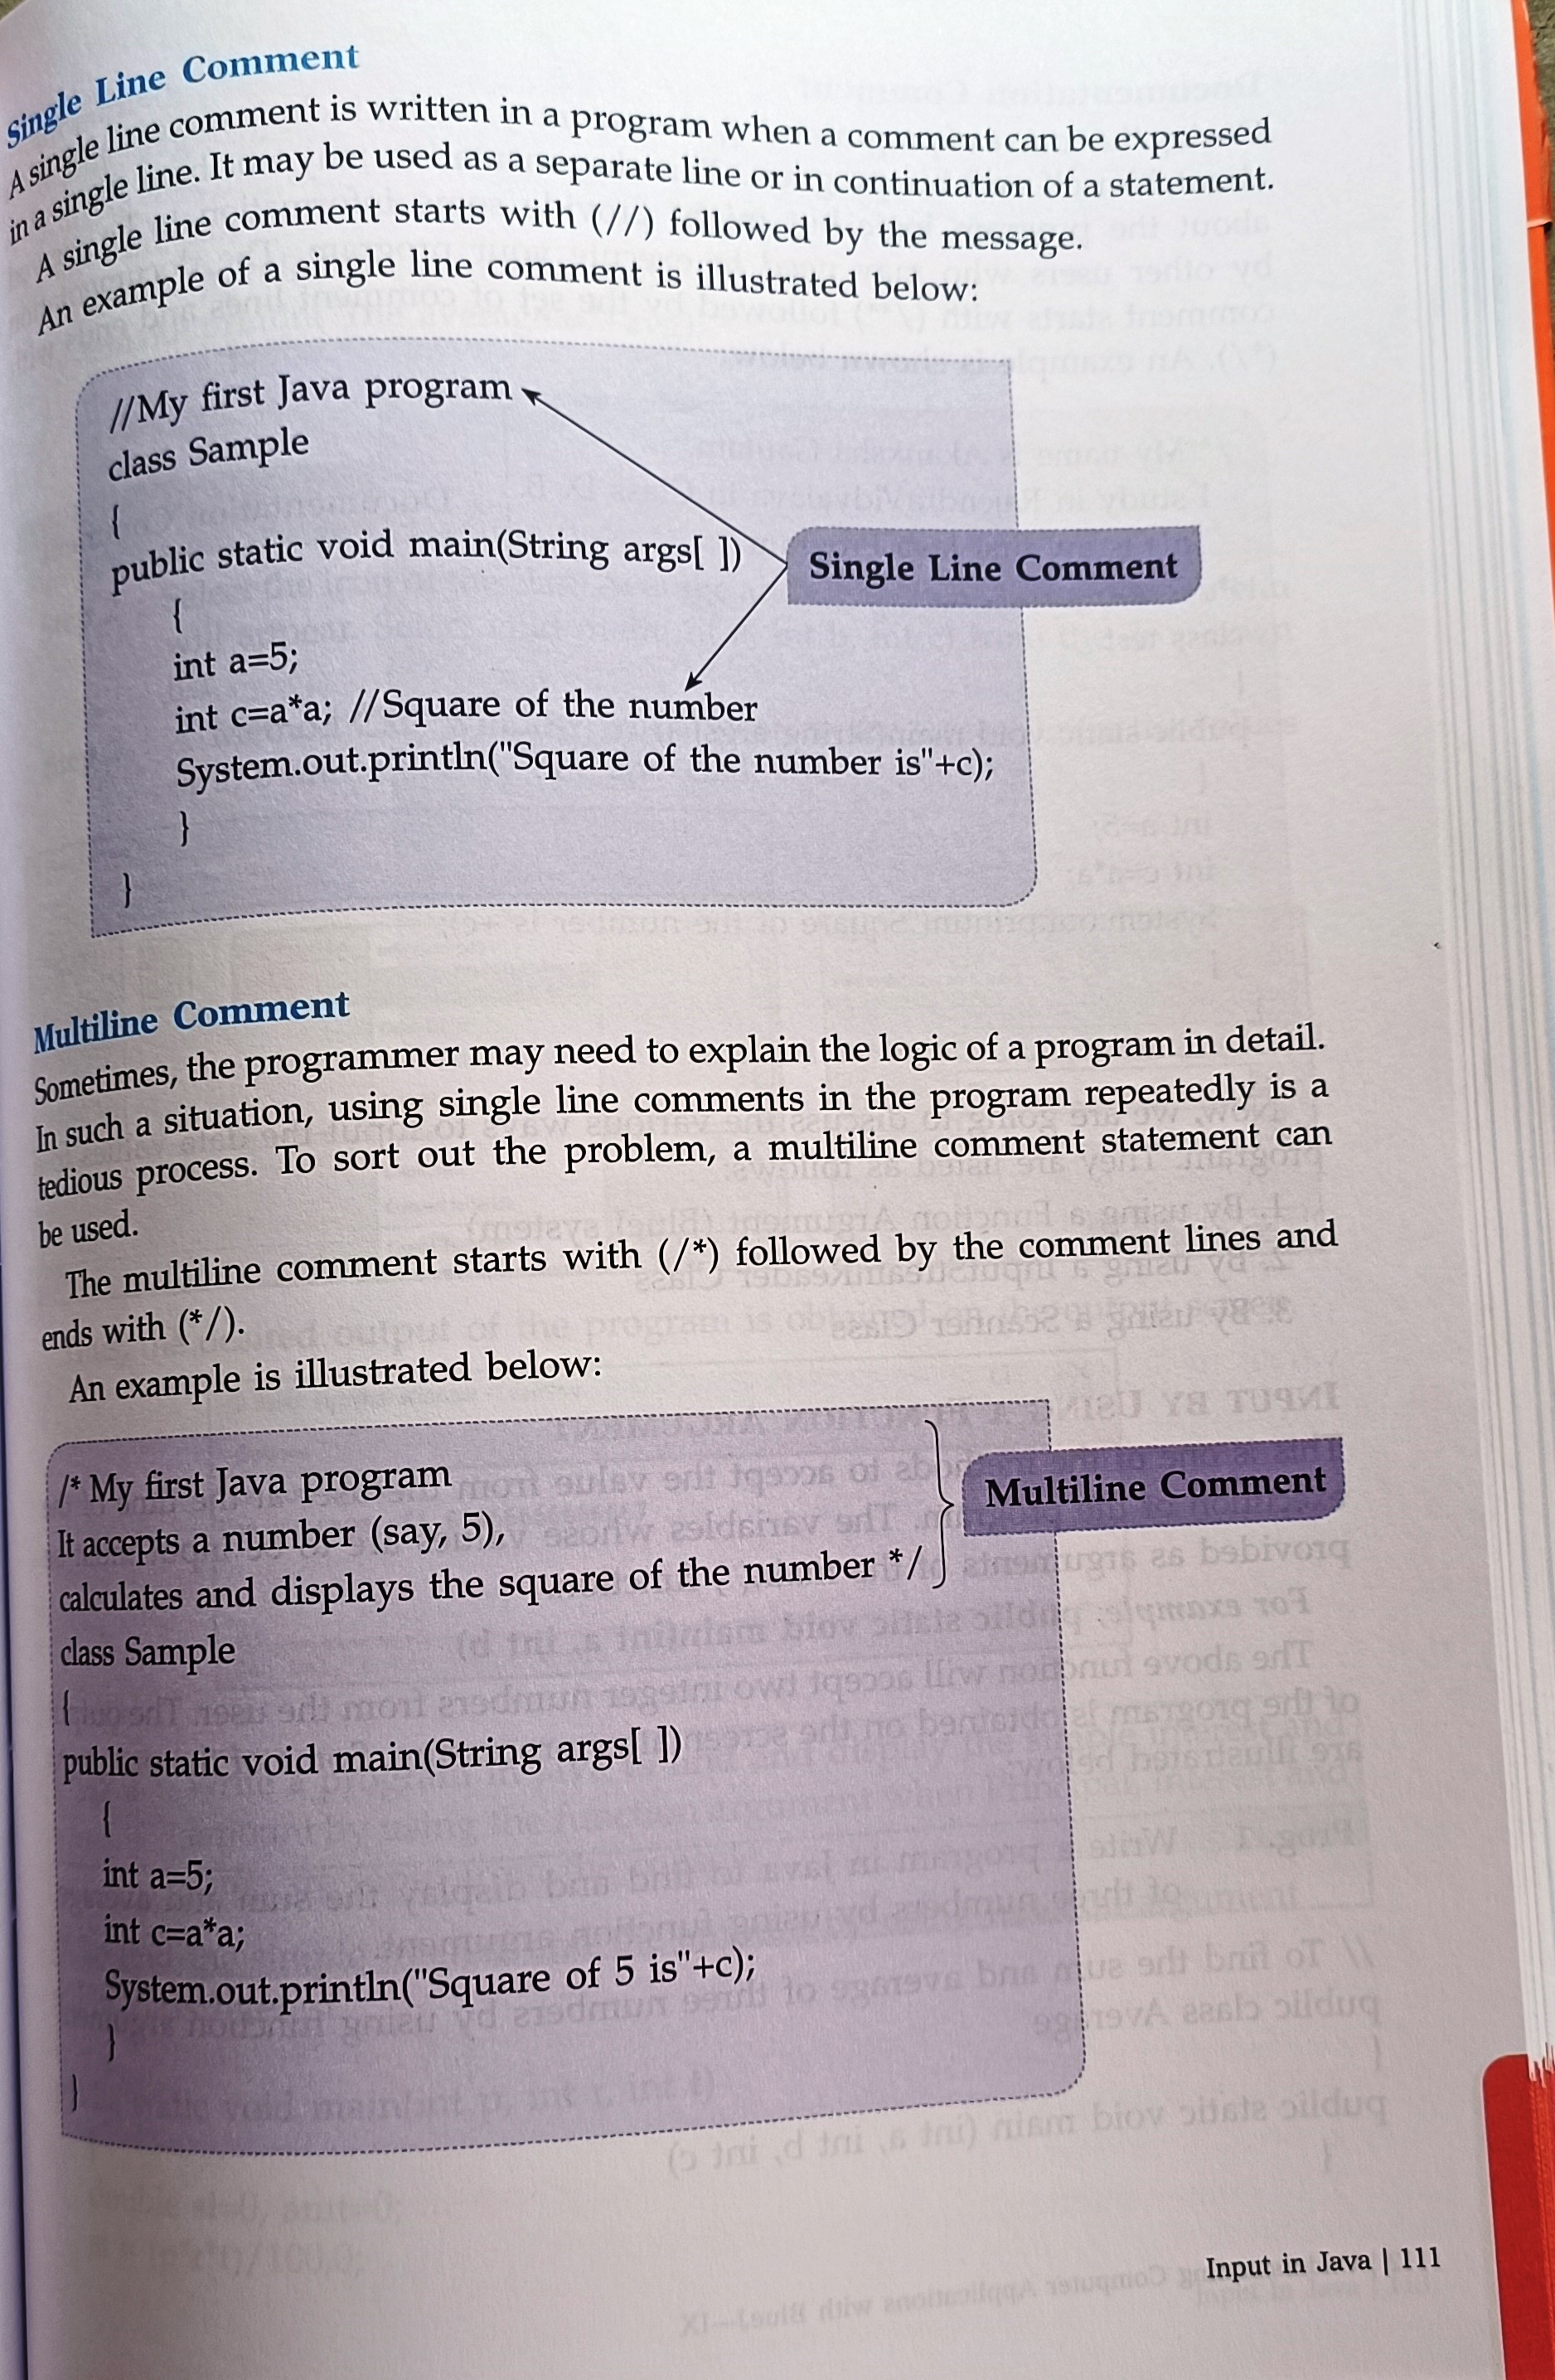 Single Line Comment
A single line comment is written in a program when a comment can be expressed
in a single line. It may be used as a separate line or in continuation of a statement.
A single line comment starts with (//) followed by the message.
An example of a single line comment is illustrated below:
//My first Java program
class Sample
{
public static void main(String args[ ])
Single Line Comment
{
int a=5;
int c=a*a; //Square of the number
System.out.println("Square of the number is"+c);
}
}
Multiline Comment
Sometimes, the programmer may need to explain the logic of a program in detail.
In such a situation, using single line comments in the program repeatedly is a
tedious process. To sort out the problem, a multiline comment statement can
be used.
The multiline comment starts with (/*) followed by the comment lines and
ends with (*/).
An example is illustrated below:
/* My first Java program
It accepts a number (say, 5),
calculates and displays the square of the number */
Multiline Comment
class Sample
{
public static void main(String args[ ])
{
int a=5;
int c=a*a;
System.out.println("Square of 5 is"+c);
}
}
Input in Java | 111